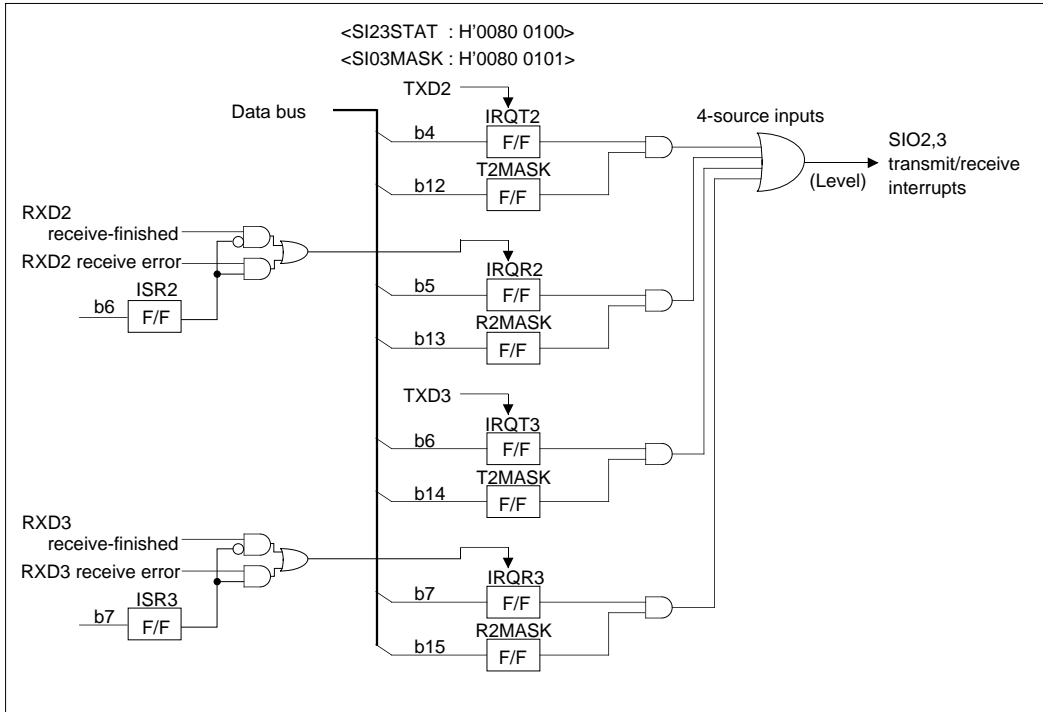 <SI23STAT : H'0080 0100>
<SI03MASK : H'0080 0101>
TXD2
Data bus
IRQT2
b4
F/F
4-source inputs
T2MASK
b12
F/F
SIO2,3
transmit/receive
interrupts
(Level)
RXD2
receive-finished
RXD2 receive error
ISR2
b6
F/F
IRQR2
b5
F/F
R2MASK
b13
F/F
TXD3
IRQT3
b6
F/F
T2MASK
b14
F/F
RXD3
receive-finished
RXD3 receive error
ISR3
b7
F/F
IRQR3
b7
F/F
R2MASK
b15
F/F